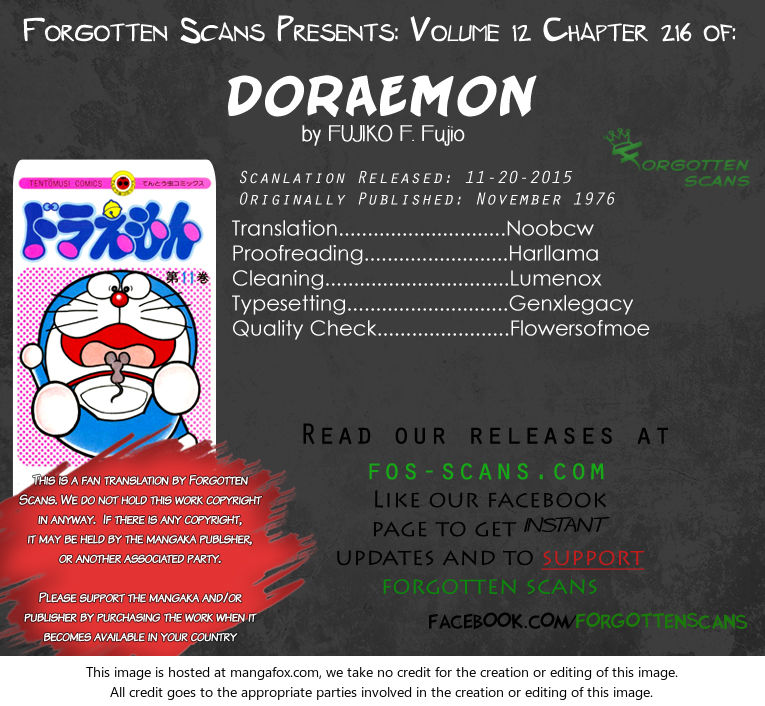 Forgotten Scans Presents: Volume 12 Chapter 216 of:
DORAEMON
by FUJIKO F. Fujio
FORGOTTEN
SCANS
Scanlation Released: 11-20-2015
Originally Published: November 1976
TENTOMUSI COMICS てんとう虫コミックス
ドラえもん
第11巻
Translation.............................Noobcw
Proofreading.........................Harllama
Cleaning................................Lumenox
Typesetting............................Genxlegacy
Quality Check.......................Flowersofmoe
Read our releases at
fos-scans.com
Like our facebook
page to get instant
updates and to support
forgotten scans
facebook.com/forgottenscans
This is a fan translation by Forgotten
Scans. We do not hold this work copyright
in anyway. If there is any copyright,
it may be held by the mangaka publsher,
or another associated party.
Please support the mangaka and/or
publisher by purchasing the work when it
becomes available in your country
This image is hosted at mangafox.com, we take no credit for the creation or editing of this image.
All credit goes to the appropriate parties involved in the creation or editing of this image.